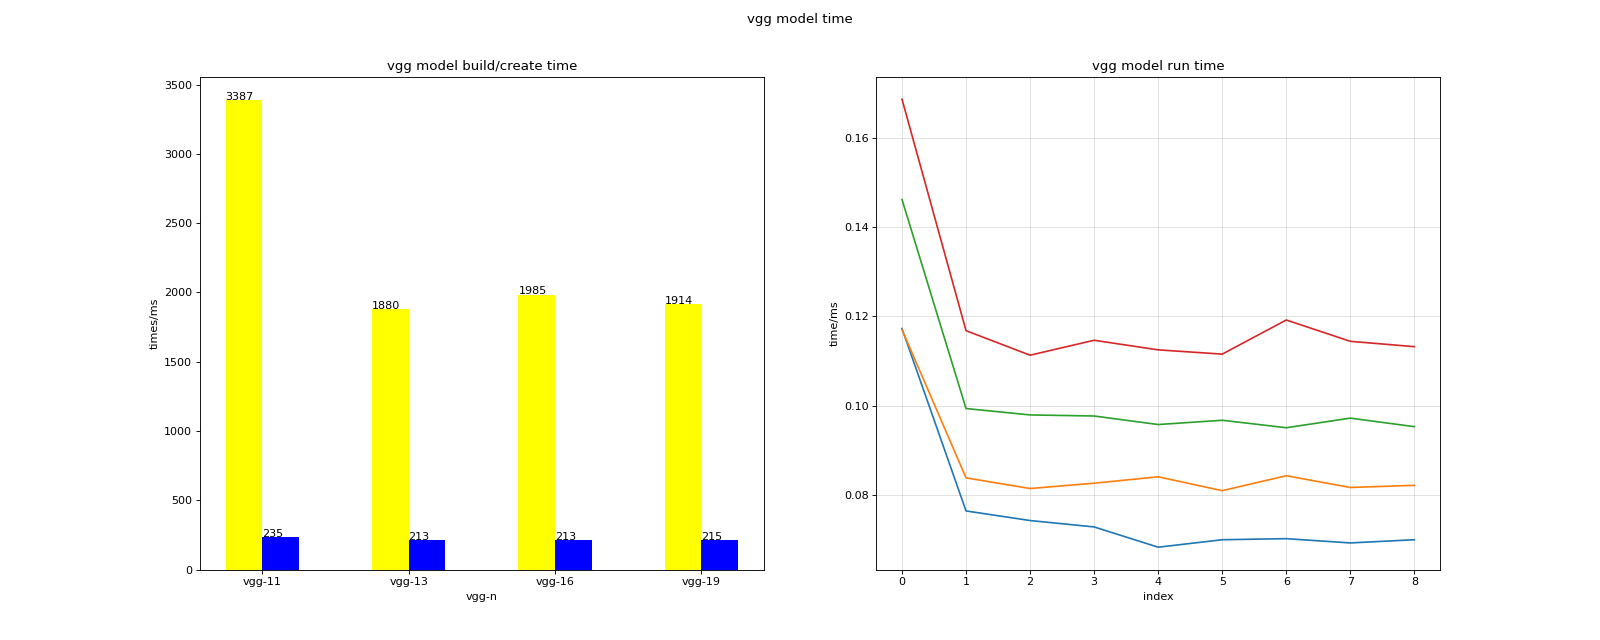 vgg model time
vgg model build/create time
3500
3000
2500
2000
1500
1000
500
0
times/ms
3387
235
1880
213
1985
213
1914
215
vgg-11 vgg-13 vgg-16 vgg-19
vgg-n
vgg model run time
0.16
0.14
0.12
0.10
0.08
time/ms
0 1 2 3 4 5 6 7 8
index